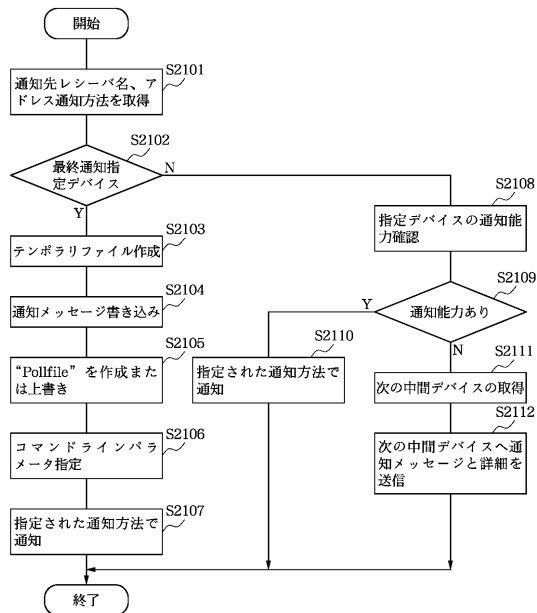 開始
S2101
通知先レシーバ名、ア
ドレス通知方法を取得
S2102
最終通知指
定デバイス
N
Y
S2103
テンポラリファイル作成
S2104
通知メッセージ書き込み
S2105
“Pollfile”を作成また
は上書き
S2106
コマンドラインパラ
メータ指定
S2107
指定された通知方法で
通知
S2108
指定デバイスの通知能
力確認
S2109
通知能力あり
Y
N
S2110
指定された通知方法で
通知
S2111
次の中間デバイスの取得
S2112
次の中間デバイスへ通
知メッセージと詳細を
送信
終了